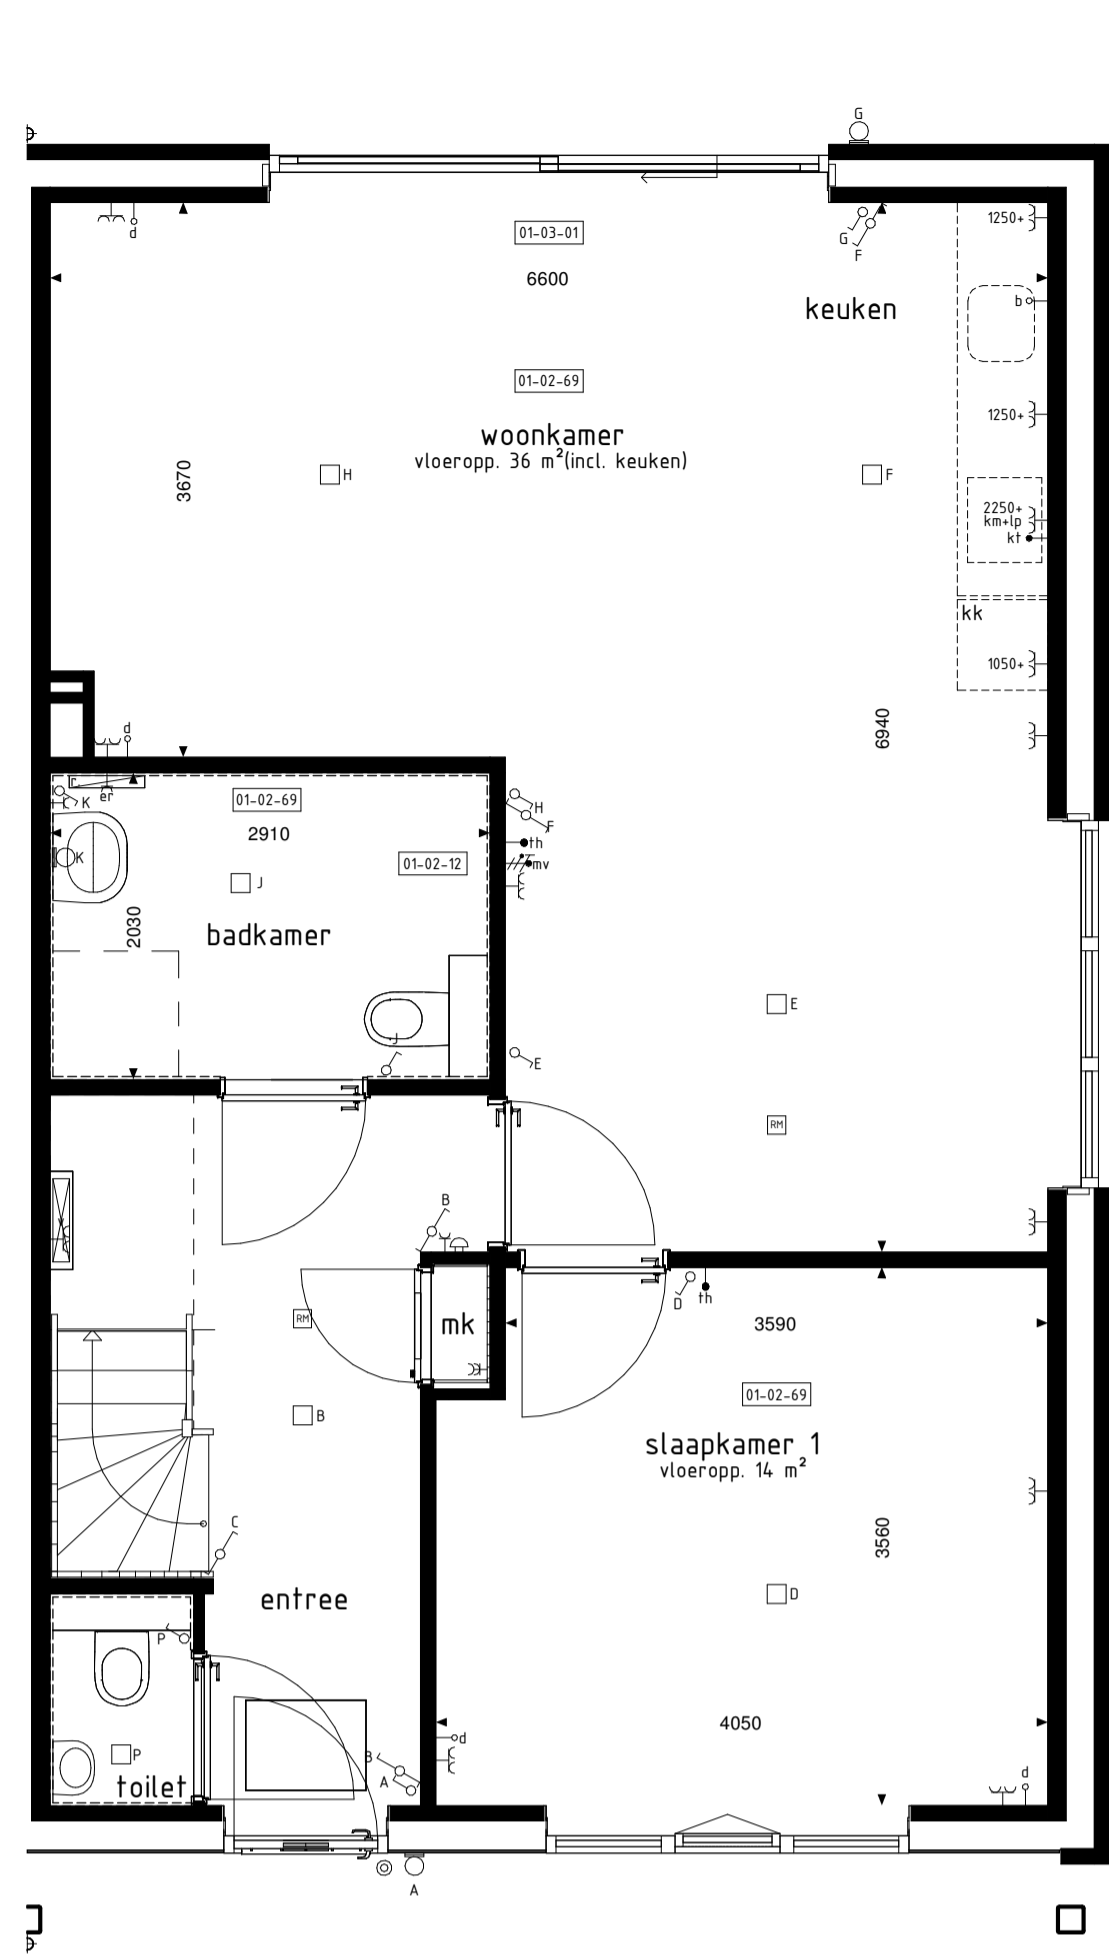 G
d
01-03-01
G
F
1250+
6600
keuken
b
01-02-69
1250+
woonkamer
vloeropp. 36 m²(incl. keuken)
3670
H
F
2250+
km+lp
kt
kk
1050+
6940
d
r
er
K
01-02-69
2910
H
F
K
th
mv
01-02-12
J
2030
badkamer
E
J
E
RM
B
RM
mk
D
th
3590
B
01-02-69
slaapkamer 1
vloeropp. 14 m²
C
3560
entree
D
P
4050
d
P
B
A
d
toilet
A